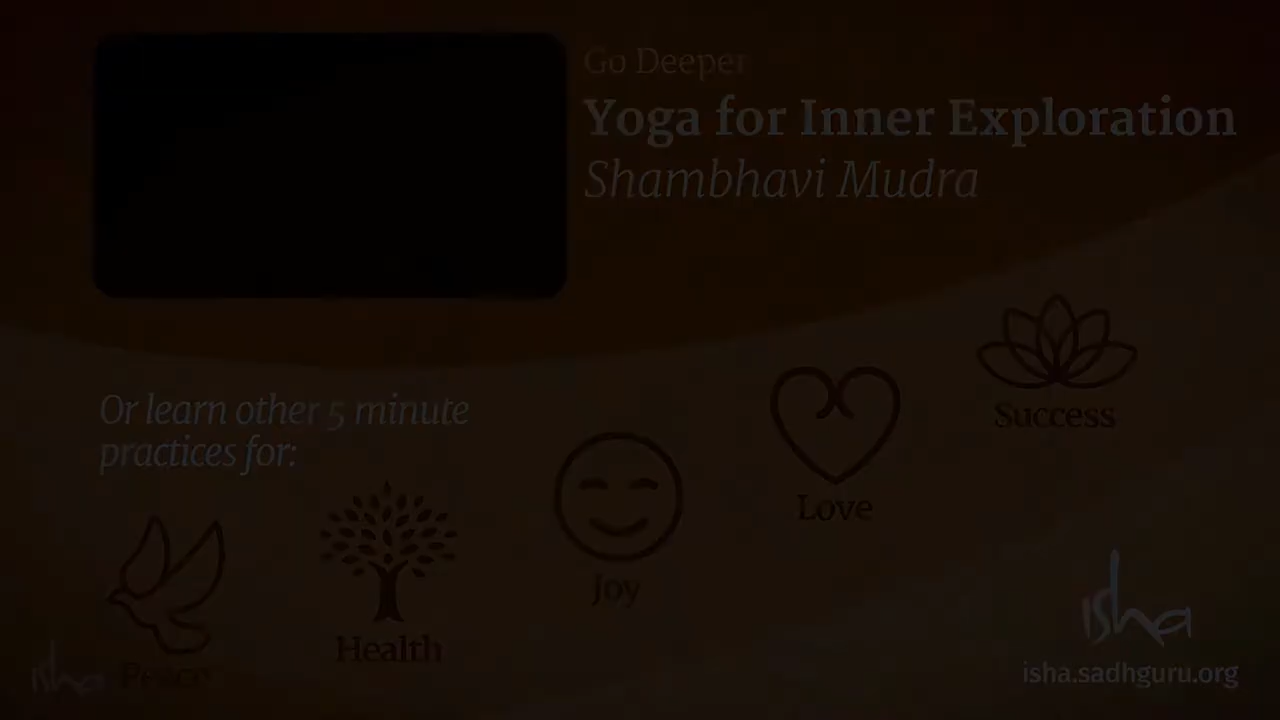 Go Deeper
Yoga for Inner Exploration
Shambhavi Mudra
Or learn other 5 minute
practices for:
Success
Love
Joy
Health
Peace
isha
isha
isha.sadhguru.org